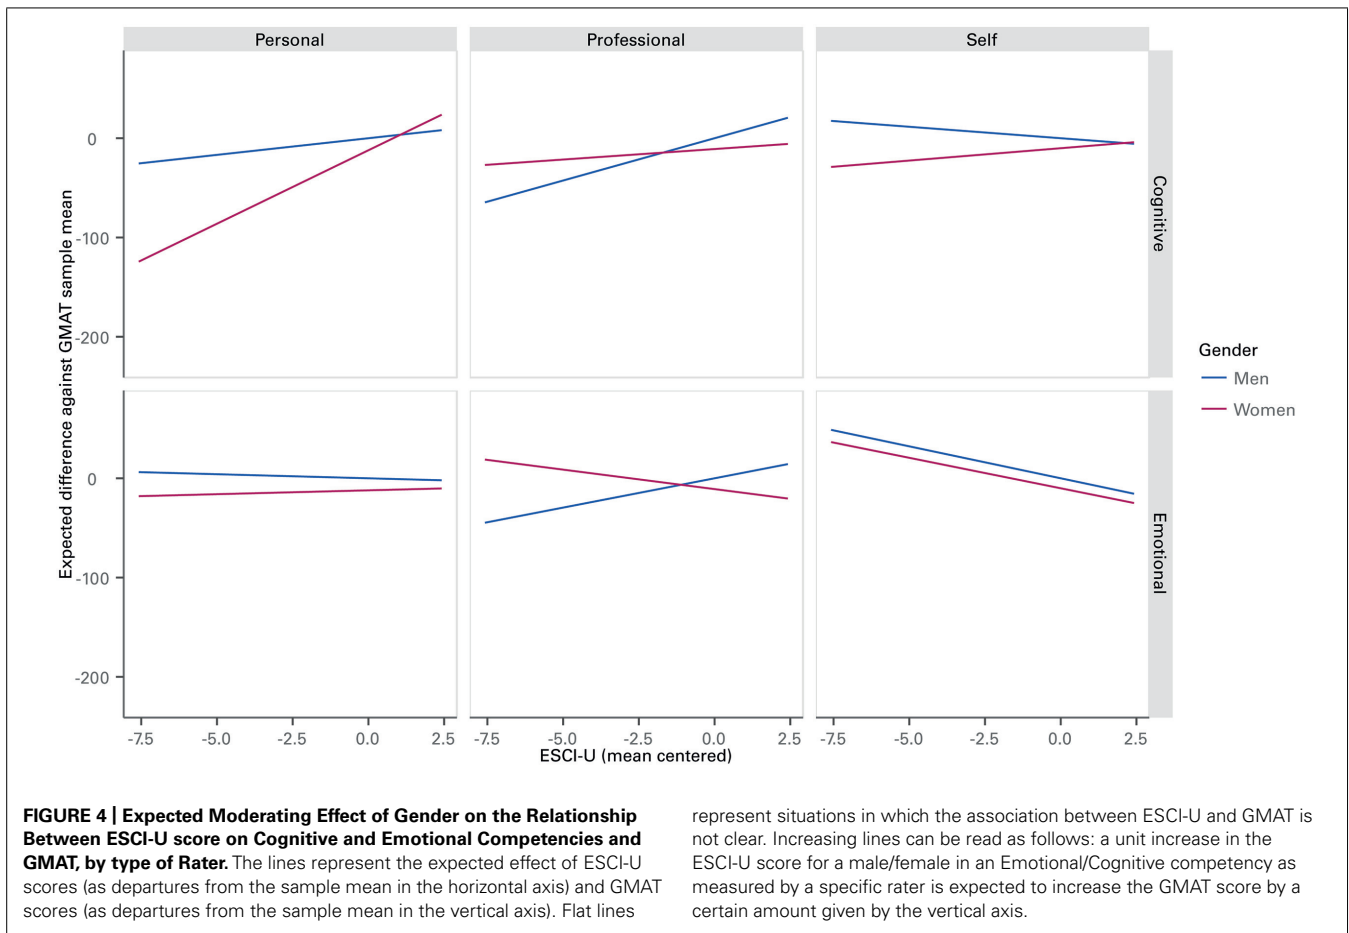 Personal
Professional
Self
0
-100
-200
Cognitive
0
-100
-200
Emotional
Expected difference against GMAT sample mean
-7.5 -5.0 -2.5 0.0 2.5
-7.5 -5.0 -2.5 0.0 2.5
-7.5 -5.0 -2.5 0.0 2.5
ESCI-U (mean centered)
Gender
Men
Women
FIGURE 4 | Expected Moderating Effect of Gender on the Relationship
Between ESCI-U score on Cognitive and Emotional Competencies and
GMAT, by type of Rater. The lines represent the expected effect of ESCI-U
scores (as departures from the sample mean in the horizontal axis) and GMAT
scores (as departures from the sample mean in the vertical axis). Flat lines
represent situations in which the association between ESCI-U and GMAT is
not clear. Increasing lines can be read as follows: a unit increase in the
ESCI-U score for a male/female in an Emotional/Cognitive competency as
measured by a specific rater is expected to increase the GMAT score by a
certain amount given by the vertical axis.